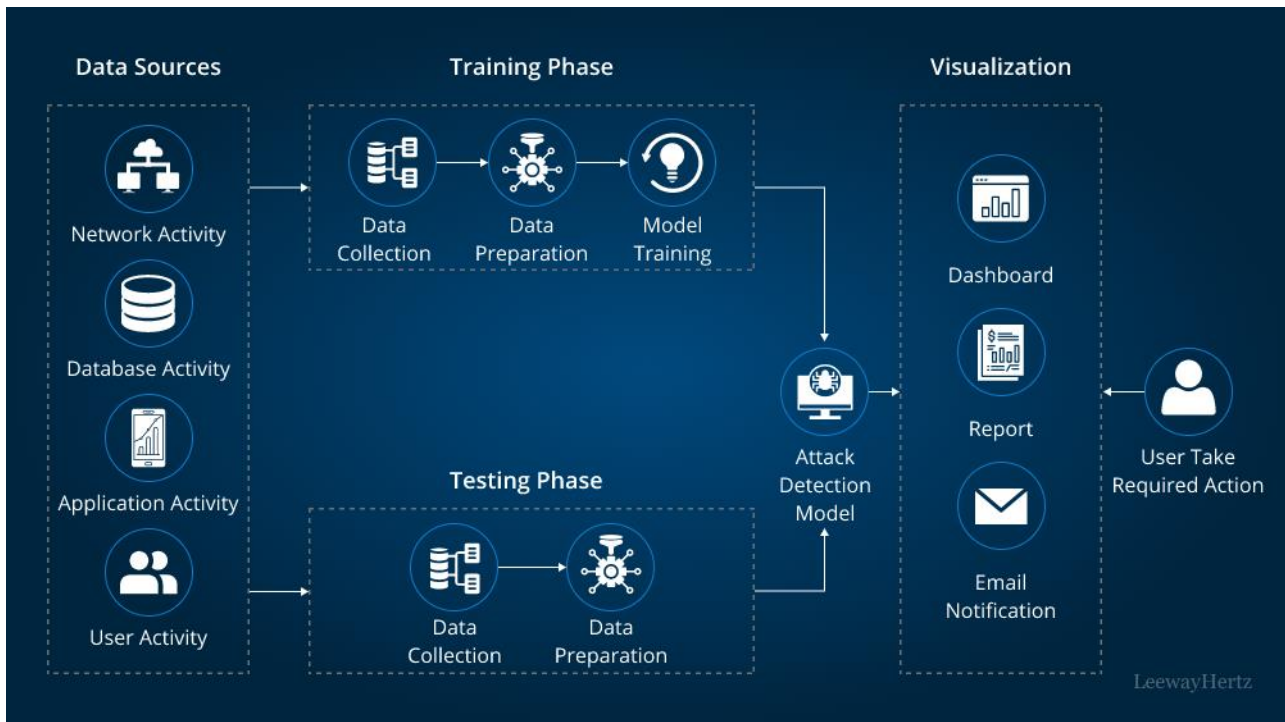 Data Sources
Network Activity
Database Activity
Application Activity
User Activity
Training Phase
Data
Collection
Data
Preparation
Model
Training
Testing Phase
Data
Collection
Data
Preparation
Attack
Detection
Model
Visualization
Dashboard
Report
Email
Notification
User Take
Required Action
LeewayHertz